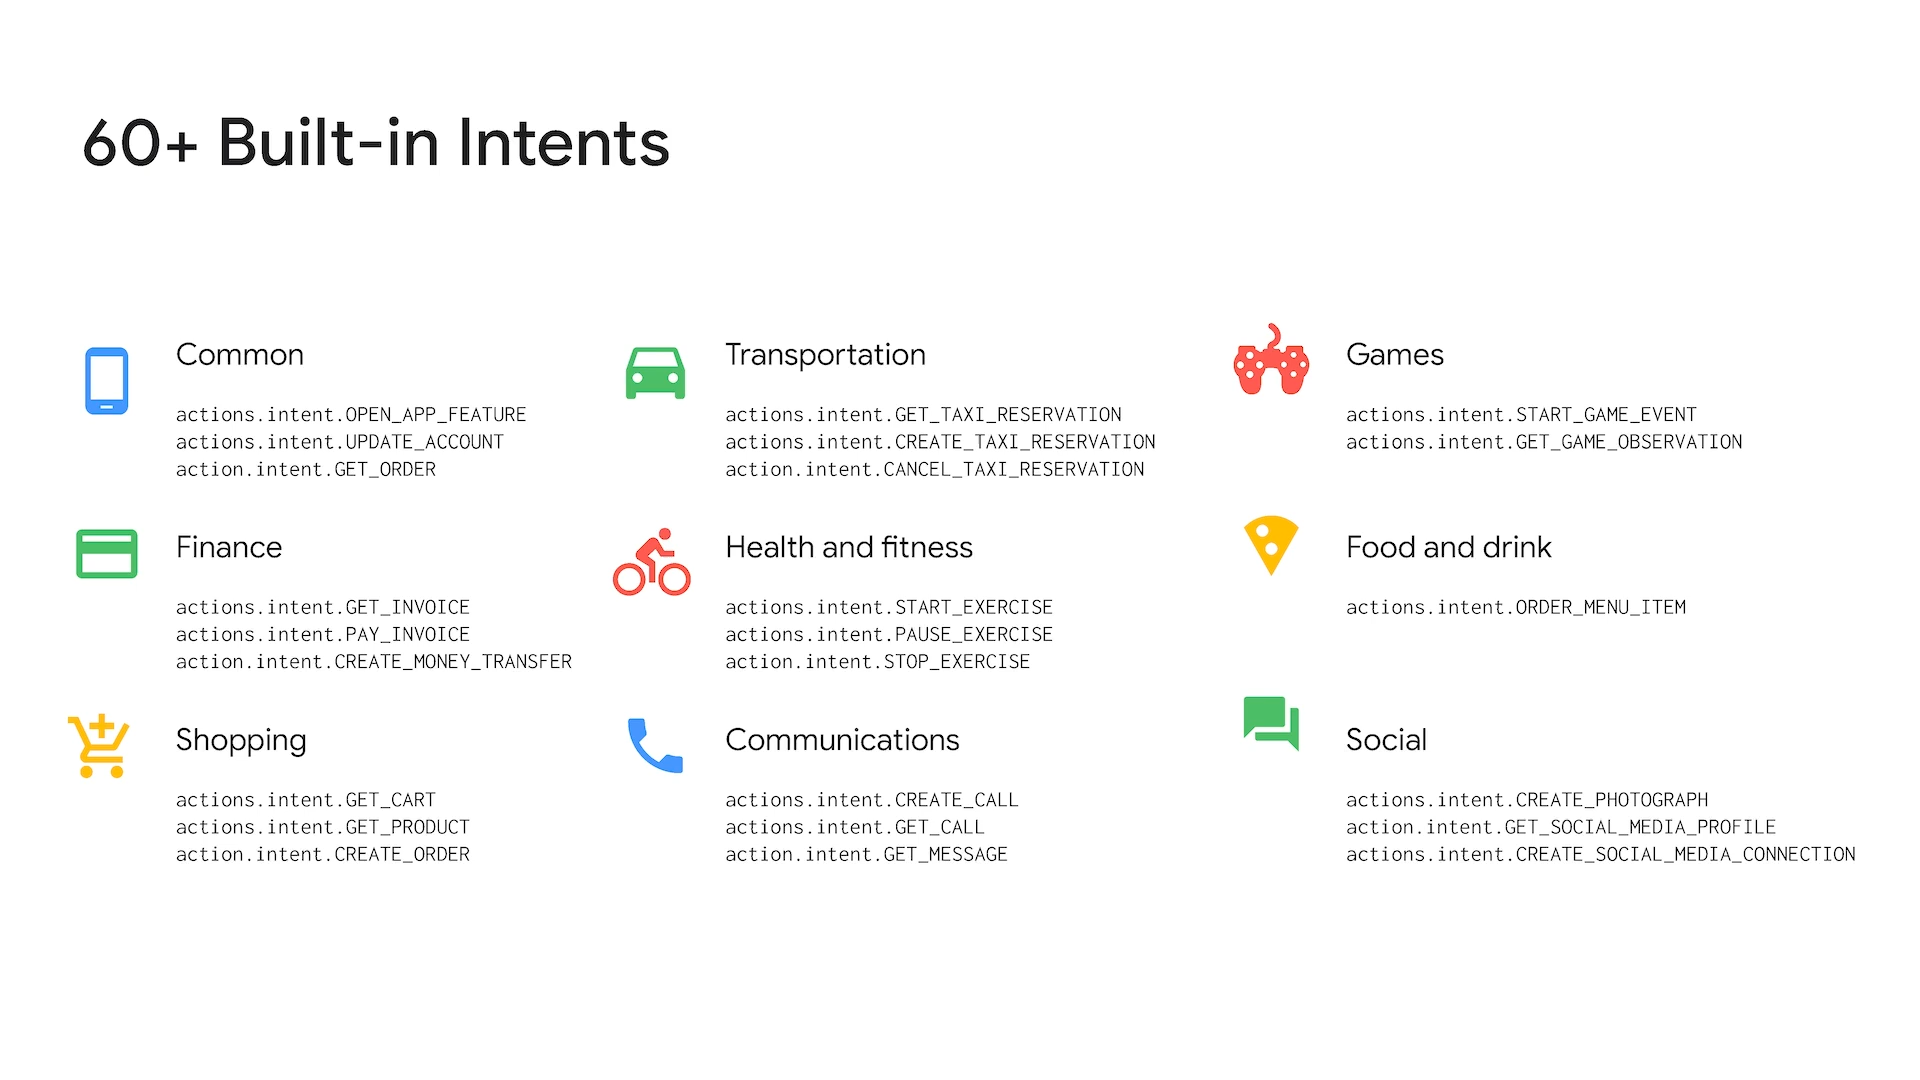 60+ Built-in Intents
Common
actions.intent.OPEN_APP_FEATURE
actions.intent.UPDATE_ACCOUNT
action.intent.GET_ORDER
Transportation
actions.intent.GET_TAXI_RESERVATION
actions.intent.CREATE_TAXI_RESERVATION
action.intent.CANCEL_TAXI_RESERVATION
Games
actions.intent.START_GAME_EVENT
actions.intent.GET_GAME_OBSERVATION
Finance
actions.intent.GET_INVOICE
actions.intent.PAY_INVOICE
action.intent.CREATE_MONEY_TRANSFER
Health and fitness
actions.intent.START_EXERCISE
actions.intent.PAUSE_EXERCISE
action.intent.STOP_EXERCISE
Food and drink
actions.intent.ORDER_MENU_ITEM
Shopping
actions.intent.GET_CART
actions.intent.GET_PRODUCT
action.intent.CREATE_ORDER
Communications
actions.intent.CREATE_CALL
actions.intent.GET_CALL
action.intent.GET_MESSAGE
Social
actions.intent.CREATE_PHOTOGRAPH
action.intent.GET_SOCIAL_MEDIA_PROFILE
actions.intent.CREATE_SOCIAL_MEDIA_CONNECTION